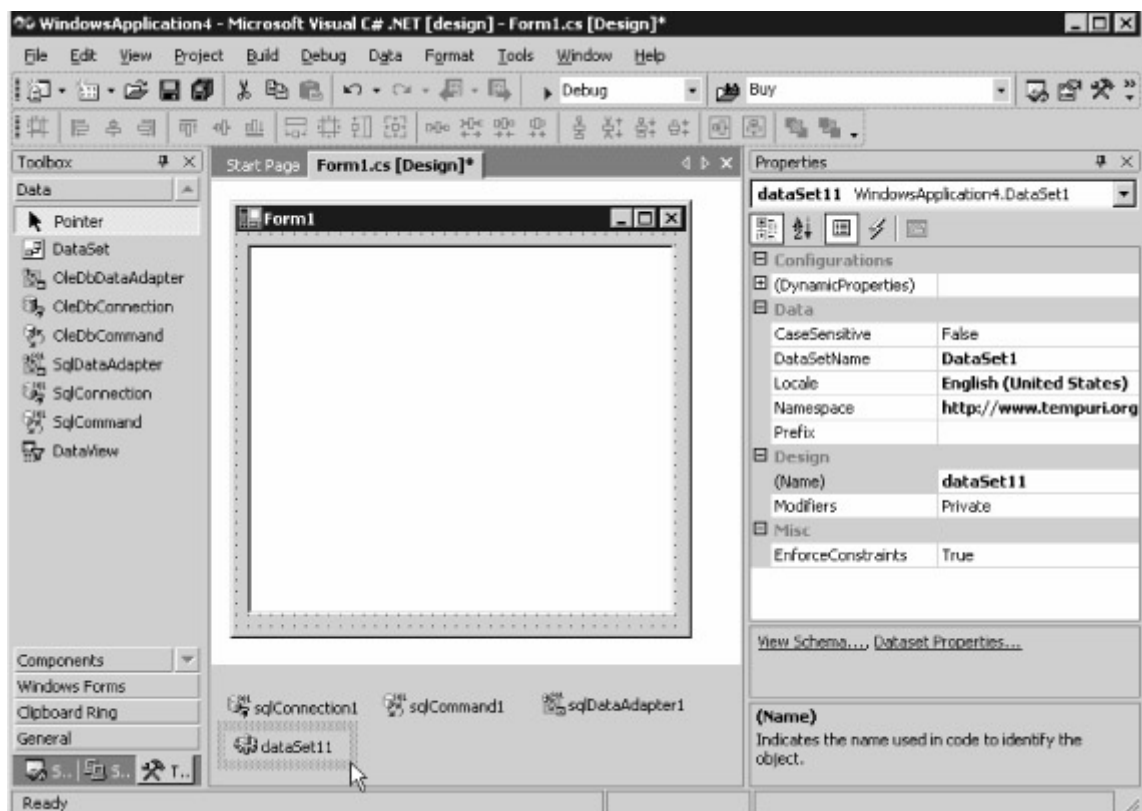 WindowsApplication4 - Microsoft Visual C# .NET [design] - Form1.cs [Design]*
File Edit View Project Build Debug Data Format Tools Window Help
Debug Buy
Toolbox
Data
Pointer
DataSet
OleDbDataAdapter
OleDbConnection
OleDbCommand
SqlDataAdapter
SqlConnection
SqlCommand
DataView
Components
Windows Forms
Clipboard Ring
General
S.. S.. T..
Start Page Form1.cs [Design]*
Form1
sqlConnection1 sqlCommand1 sqlDataAdapter1
dataSet11
Properties
dataSet11 WindowsApplication4.DataSet1
Configurations
(DynamicProperties)
Data
CaseSensitive False
DataSetName DataSet1
Locale English (United States)
Namespace http://www.tempuri.org
Prefix
Design
(Name) dataSet11
Modifiers Private
Misc
EnforceConstraints True
View Schema..., Dataset Properties...
(Name)
Indicates the name used in code to identify the
object.
Ready